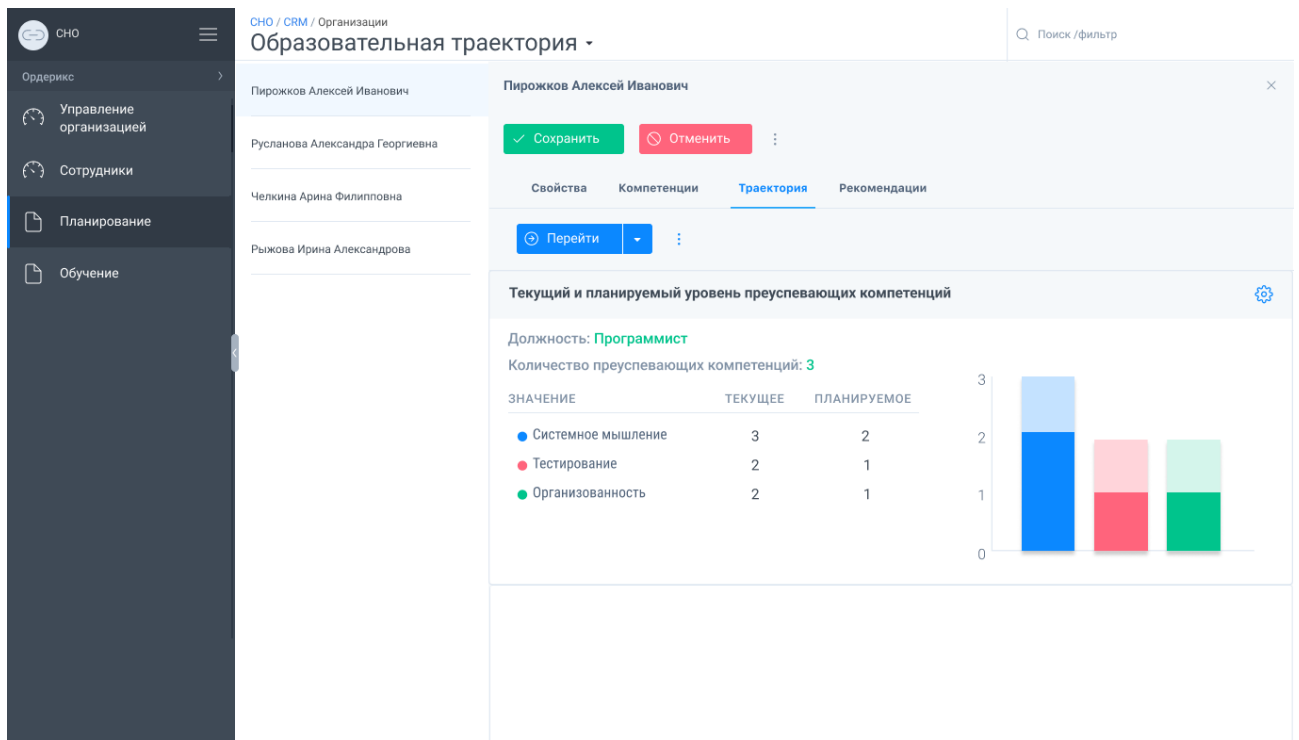 СНО
Ордерикс
Управление
организацией
Сотрудники
Планирование
Обучение
СНО / CRM / Организации
Образовательная траектория
Поиск /фильтр
Пирожков Алексей Иванович
Русланова Александра Георгиевна
Челкина Арина Филипповна
Рыжова Ирина Александрова
Пирожков Алексей Иванович
Сохранить Отменить
Свойства Компетенции Траектория Рекомендации
Перейти
Текущий и планируемый уровень преуспевающих компетенций
Должность: Программист
Количество преуспевающих компетенций: 3
ЗНАЧЕНИЕ ТЕКУЩЕЕ ПЛАНИРУЕМОЕ
Системное мышление 3 2
Тестирование 2 1
Организованность 2 1
3
2
1
0